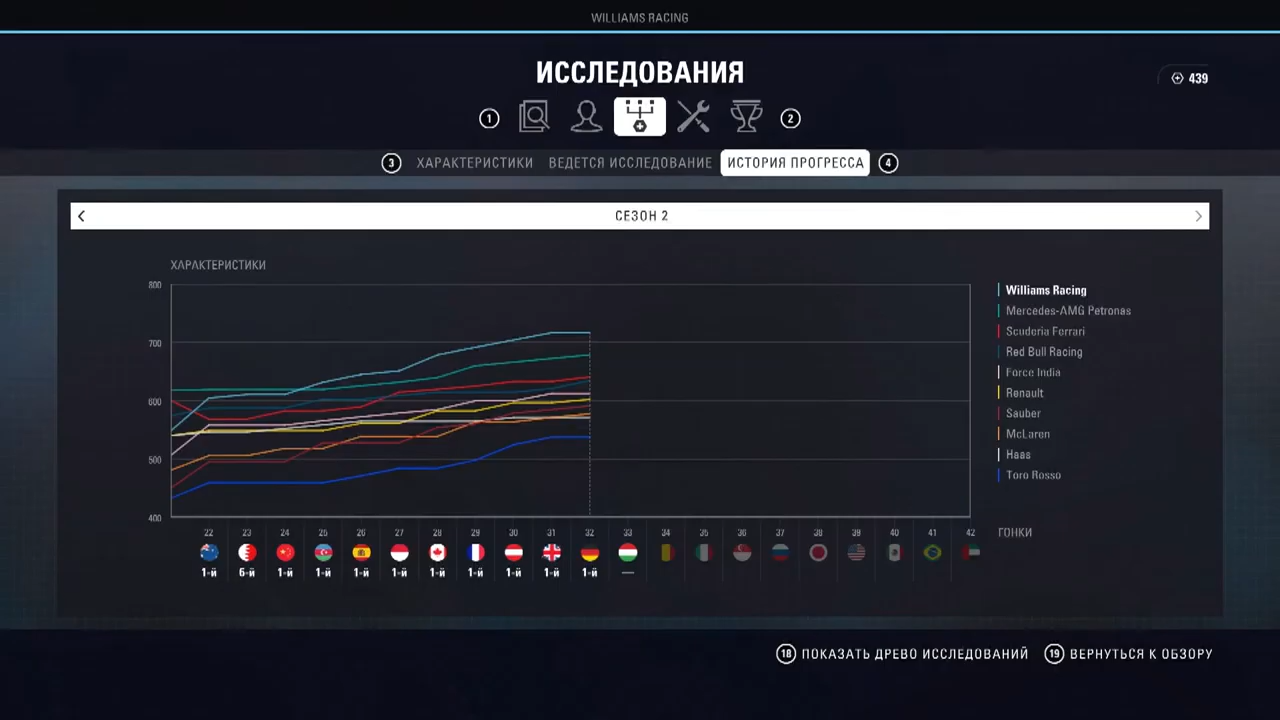 WILLIAMS RACING
ИССЛЕДОВАНИЯ
439
1 2
3 ХАРАКТЕРИСТИКИ ВЕДЕТСЯ ИССЛЕДОВАНИЕ ИСТОРИЯ ПРОГРЕССА 4
СЕЗОН 2
ХАРАКТЕРИСТИКИ
800
700
600
500
400
Williams Racing
Mercedes-AMG Petronas
Scuderia Ferrari
Red Bull Racing
Force India
Renault
Sauber
McLaren
Haas
Toro Rosso
22 23 24 25 26 27 28 29 30 31 32 33 34 35 36 37 38 39 40 41 42 ГОНКИ
1-й 6-й 1-й 1-й 1-й 1-й 1-й 1-й 1-й 1-й 1-й —
18 ПОКАЗАТЬ ДРЕВО ИССЛЕДОВАНИЙ 19 ВЕРНУТЬСЯ К ОБЗОРУ